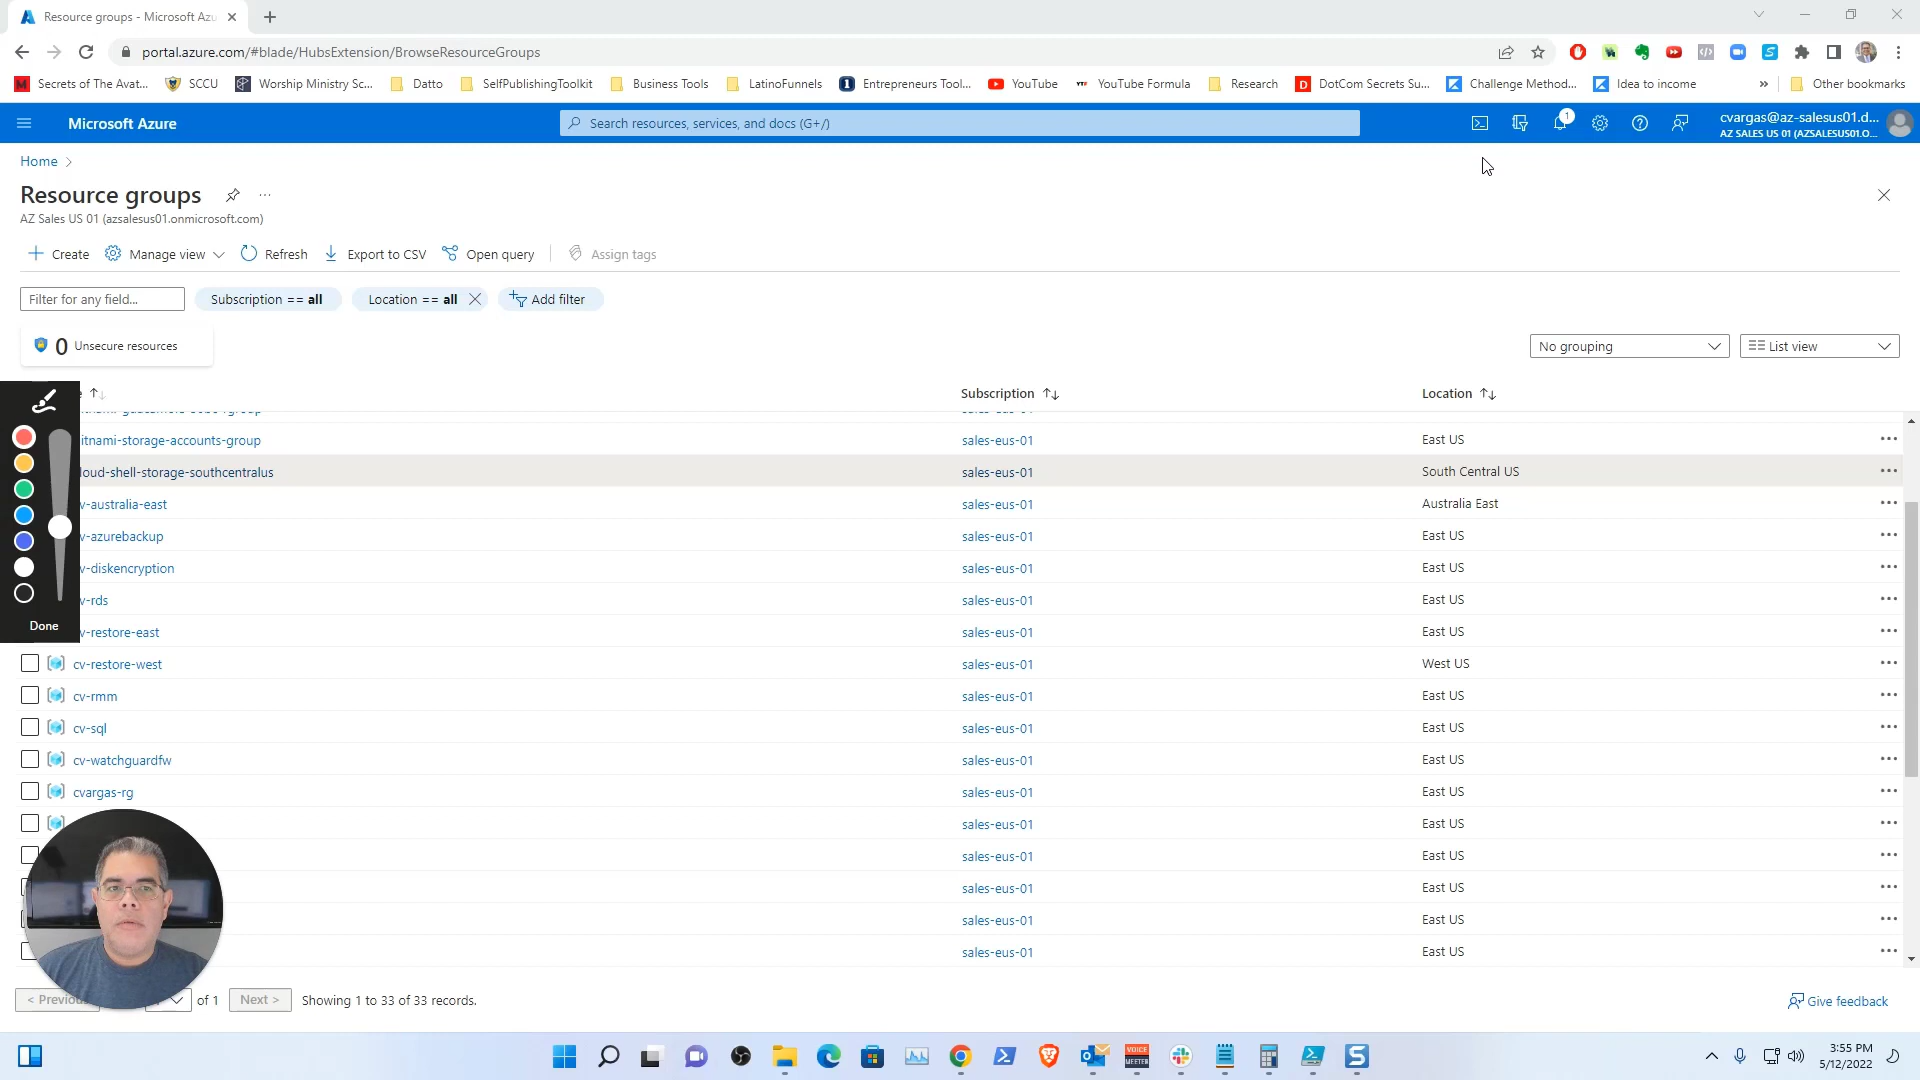 Resource groups - Microsoft Azu
portal.azure.com/#blade/HubsExtension/BrowseResourceGroups
Secrets of The Avat... SCCU Worship Ministry Sc... Datto SelfPublishingToolkit Business Tools LatinoFunnels Entrepreneurs Tool... YouTube YouTube Formula Research DotCom Secrets Su... Challenge Method... Idea to income » Other bookmarks
Microsoft Azure Search resources, services, and docs (G+/) 1 cvargas@az-salesus01.d...
AZ SALES US 01 (AZSALESUS01.O...
Home >
Resource groups ...
AZ Sales US 01 (azsalesus01.onmicrosoft.com)
Create Manage view Refresh Export to CSV Open query Assign tags
Filter for any field... Subscription == all Location == all Add filter
0 Unsecure resources No grouping List view
Subscription Location
itnami-storage-accounts-group sales-eus-01 East US
loud-shell-storage-southcentralus sales-eus-01 South Central US
v-australia-east sales-eus-01 Australia East
v-azurebackup sales-eus-01 East US
v-diskencryption sales-eus-01 East US
v-rds sales-eus-01 East US
Done
v-restore-east sales-eus-01 East US
cv-restore-west sales-eus-01 West US
cv-rmm sales-eus-01 East US
cv-sql sales-eus-01 East US
cv-watchguardfw sales-eus-01 East US
cvargas-rg sales-eus-01 East US
sales-eus-01 East US
sales-eus-01 East US
sales-eus-01 East US
sales-eus-01 East US
sales-eus-01 East US
< Previou of 1 Next > Showing 1 to 33 of 33 records. Give feedback
VOICE
MEETER
3:55 PM
5/12/2022